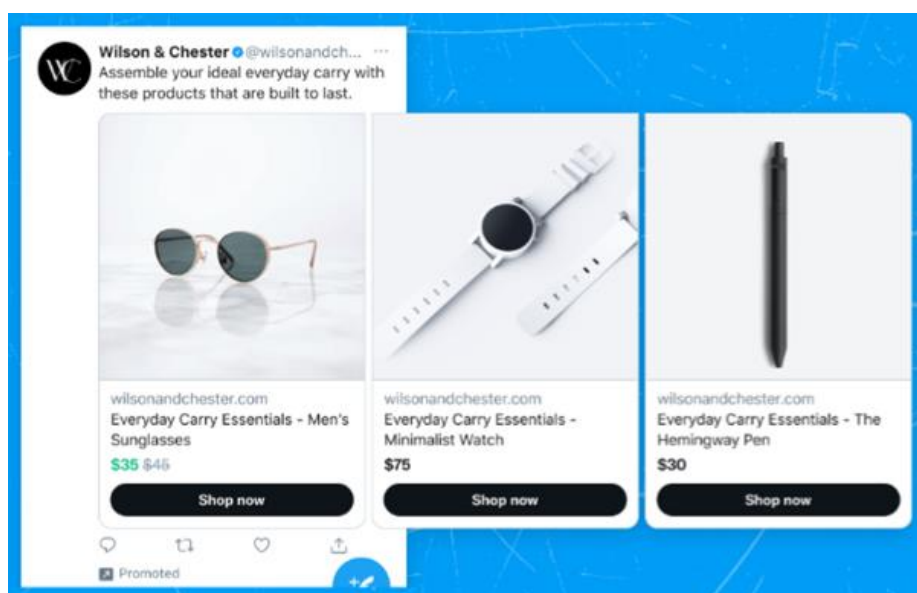 WC
Wilson & Chester @wilsonandch... ...
Assemble your ideal everyday carry with
these products that are built to last.
wilsonandchester.com
Everyday Carry Essentials - Men's
Sunglasses
$35 $45
Shop now
wilsonandchester.com
Everyday Carry Essentials -
Minimalist Watch
$75
Shop now
wilsonandchester.com
Everyday Carry Essentials - The
Hemingway Pen
$30
Shop now
Promoted